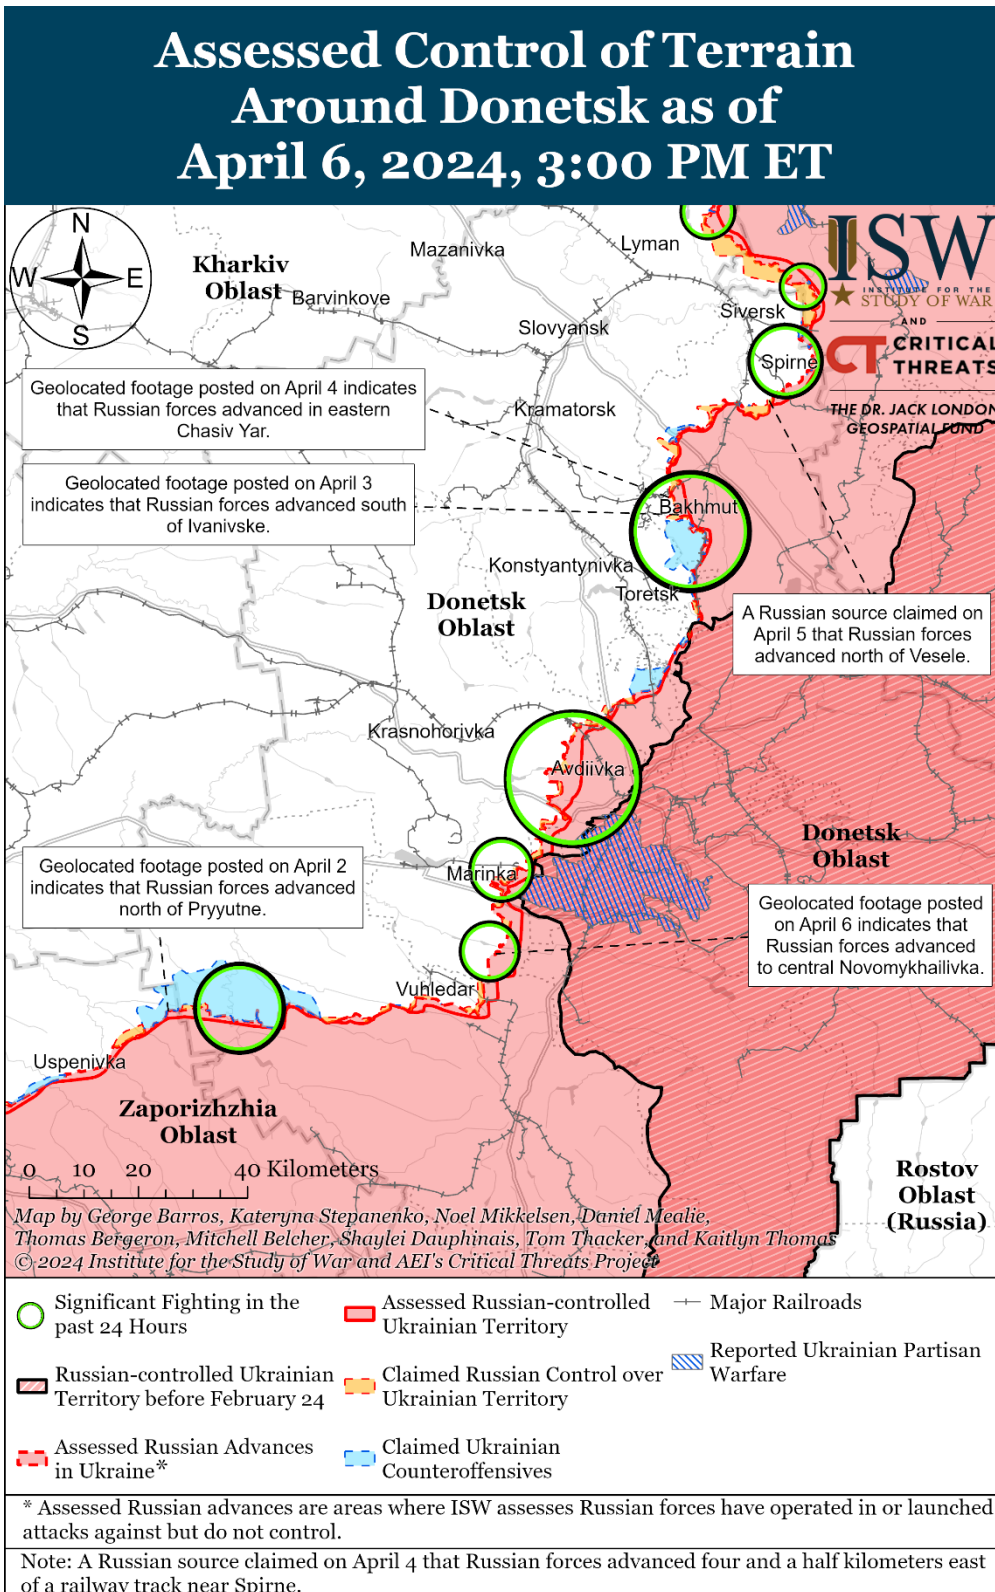 Assessed Control of Terrain
Around Donetsk as of
April 6, 2024, 3:00 PM ET
N
W
E
S
Kharkiv
Oblast
Mazanivka
Lyman
Barvinkove
Slovyansk
Siversk
ISW
INSTITUTE FOR THE
STUDY OF WAR
AND
CT CRITICAL
THREATS
THE DR. JACK LONDON
GEOSPATIAL FUND
Spirne
Kramatorsk
Geolocated footage posted on April 4 indicates
that Russian forces advanced in eastern
Chasiv Yar.
Geolocated footage posted on April 3
indicates that Russian forces advanced south
of Ivanivske.
Bakhmut
Konstyantynivka
Toretsk
Donetsk
Oblast
A Russian source claimed on
April 5 that Russian forces
advanced north of Vesele.
Krasnohorivka
Avdiivka
Donetsk
Oblast
Marinka
Geolocated footage posted on April 2
indicates that Russian forces advanced
north of Pryyutne.
Geolocated footage posted
on April 6 indicates that
Russian forces advanced
to central Novomykhailivka.
Vuhledar
Uspenivka
Zaporizhzhia
Oblast
Rostov
Oblast
(Russia)
0 10 20 40 Kilometers
Map by George Barros, Kateryna Stepanenko, Noel Mikkelsen, Daniel Mealie,
Thomas Bergeron, Mitchell Belcher, Shaylei Dauphinais, Tom Thacker, and Kaitlyn Thomas
© 2024 Institute for the Study of War and AEI's Critical Threats Project
Significant Fighting in the
past 24 Hours
Russian-controlled Ukrainian
Territory before February 24
Assessed Russian Advances
in Ukraine*
Assessed Russian-controlled
Ukrainian Territory
Claimed Russian Control over
Ukrainian Territory
Claimed Ukrainian
Counteroffensives
Major Railroads
Reported Ukrainian Partisan
Warfare
* Assessed Russian advances are areas where ISW assesses Russian forces have operated in or launched
attacks against but do not control.
Note: A Russian source claimed on April 4 that Russian forces advanced four and a half kilometers east
of a railway track near Spirne.